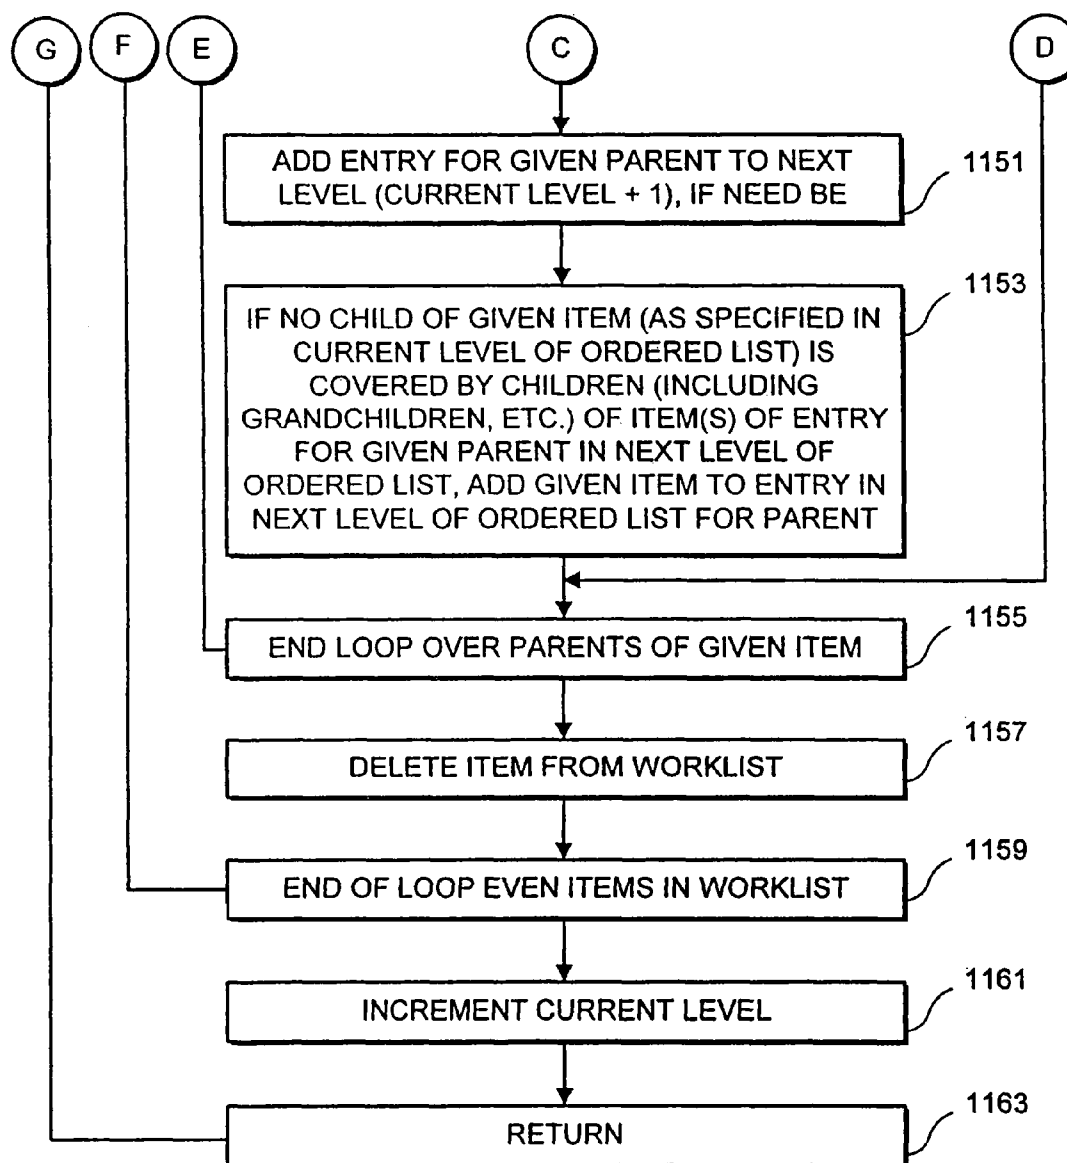 G F E C D
ADD ENTRY FOR GIVEN PARENT TO NEXT
LEVEL (CURRENT LEVEL + 1), IF NEED BE
1151
IF NO CHILD OF GIVEN ITEM (AS SPECIFIED IN
CURRENT LEVEL OF ORDERED LIST) IS
COVERED BY CHILDREN (INCLUDING
GRANDCHILDREN, ETC.) OF ITEM(S) OF ENTRY
FOR GIVEN PARENT IN NEXT LEVEL OF
ORDERED LIST, ADD GIVEN ITEM TO ENTRY IN
NEXT LEVEL OF ORDERED LIST FOR PARENT
1153
END LOOP OVER PARENTS OF GIVEN ITEM
1155
DELETE ITEM FROM WORKLIST
1157
END OF LOOP EVEN ITEMS IN WORKLIST
1159
INCREMENT CURRENT LEVEL
1161
RETURN
1163